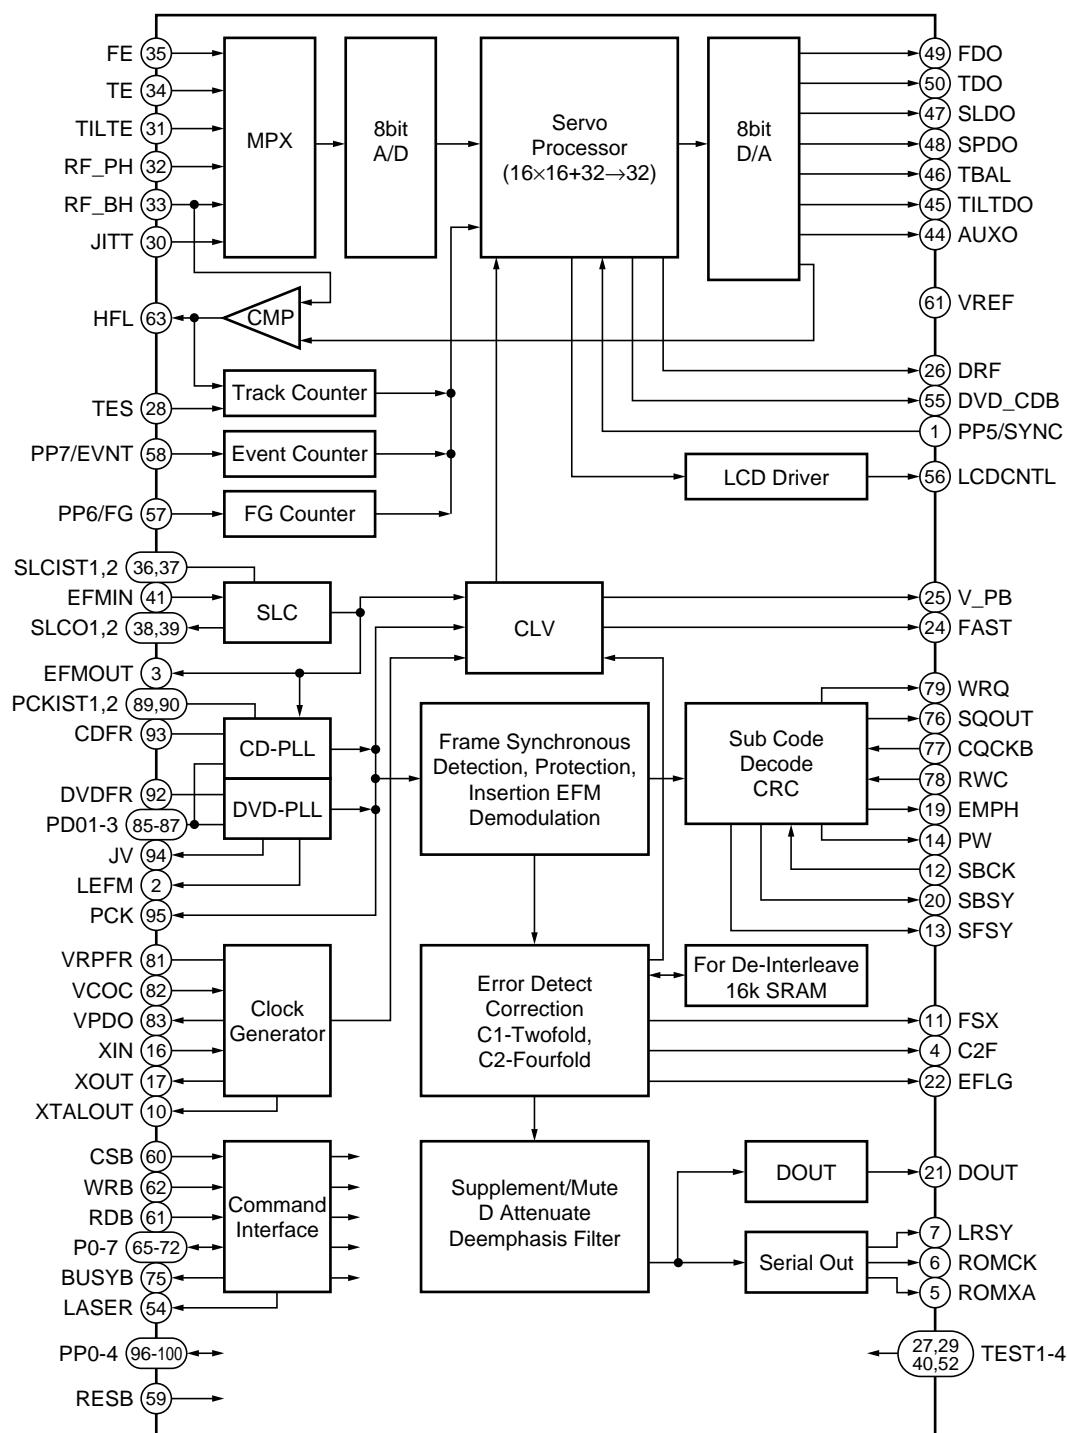 FE 35
TE 34
TILTE 31
RF_PH 32
RF_BH 33
JITT 30
HFL 63
TES 28
PP7/EVNT 58
PP6/FG 57
SLCIST1,2 36,37
EFMIN 41
SLCO1,2 38,39
EFMOUT 3
PCKIST1,2 89,90
CDFR 93
DVDFR 92
PD01-3 85-87
JV 94
LEFM 2
PCK 95
VRPFR 81
VCOC 82
VPDO 83
XIN 16
XOUT 17
XTALOUT 10
CSB 60
WRB 62
RDB 61
P0-7 65-72
BUSYB 75
LASER 54
PP0-4 96-100
RESB 59
MPX
8bit
A/D
Servo
Processor
(16×16+32→32)
8bit
D/A
CMP
Track Counter
Event Counter
FG Counter
LCD Driver
SLC
CLV
CD-PLL
DVD-PLL
Frame Synchronous
Detection, Protection,
Insertion EFM
Demodulation
Sub Code
Decode
CRC
Clock
Generator
Error Detect
Correction
C1-Twofold,
C2-Fourfold
For De-Interleave
16k SRAM
Command
Interface
Supplement/Mute
D Attenuate
Deemphasis Filter
DOUT
Serial Out
49 FDO
50 TDO
47 SLDO
48 SPDO
46 TBAL
45 TILTDO
44 AUXO
61 VREF
26 DRF
55 DVD_CDB
1 PP5/SYNC
56 LCDCNTL
25 V_PB
24 FAST
79 WRQ
76 SQOUT
77 CQCKB
78 RWC
19 EMPH
14 PW
12 SBCK
20 SBSY
13 SFSY
11 FSX
4 C2F
22 EFLG
21 DOUT
7 LRSY
6 ROMCK
5 ROMXA
27,29
40,52 TEST1-4